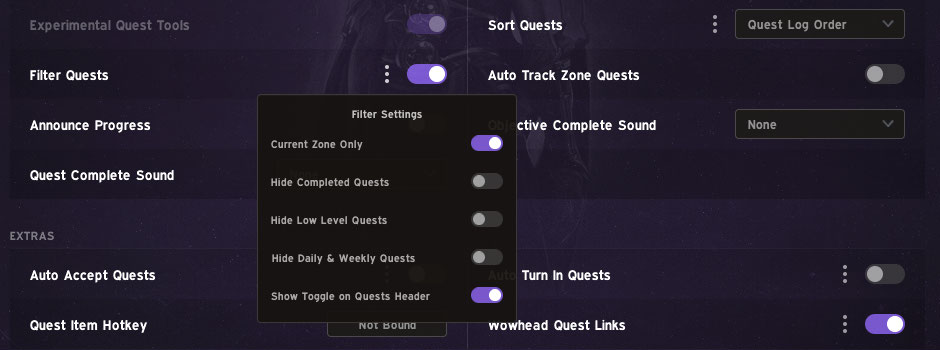 Experimental Quest Tools
Sort Quests
Quest Log Order
Filter Quests
Auto Track Zone Quests
Filter Settings
Announce Progress
Objective Complete Sound
None
Current Zone Only
Quest Complete Sound
Hide Completed Quests
Hide Low Level Quests
EXTRAS
Hide Daily & Weekly Quests
Auto Accept Quests
Auto Turn In Quests
Show Toggle on Quests Header
Quest Item Hotkey
Not Bound
Wowhead Quest Links